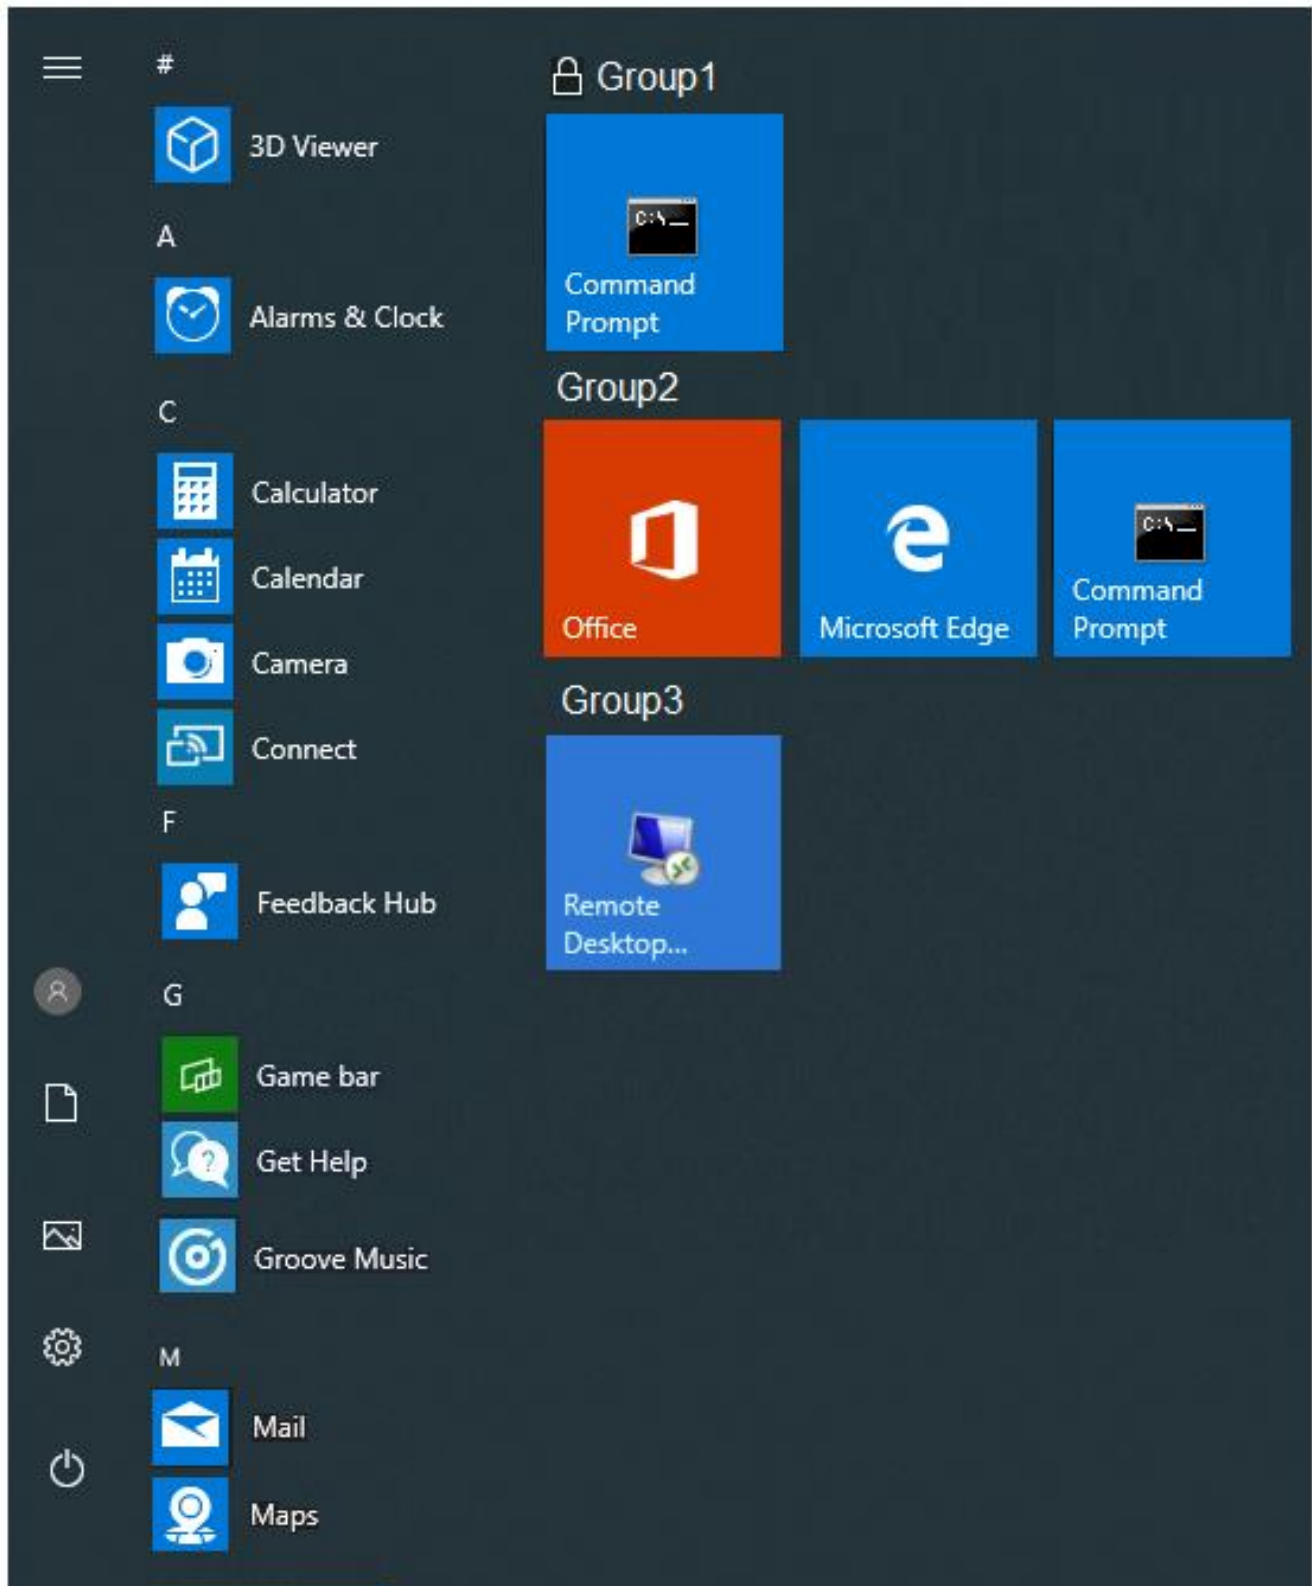 #
3D Viewer
A
Alarms & Clock
C
Calculator
Calendar
Camera
Connect
F
Feedback Hub
G
Game bar
Get Help
Groove Music
M
Mail
Maps
Group1
C:\_
Command
Prompt
Group2
Office
Microsoft Edge
C:\_
Command
Prompt
Group3
Remote
Desktop...